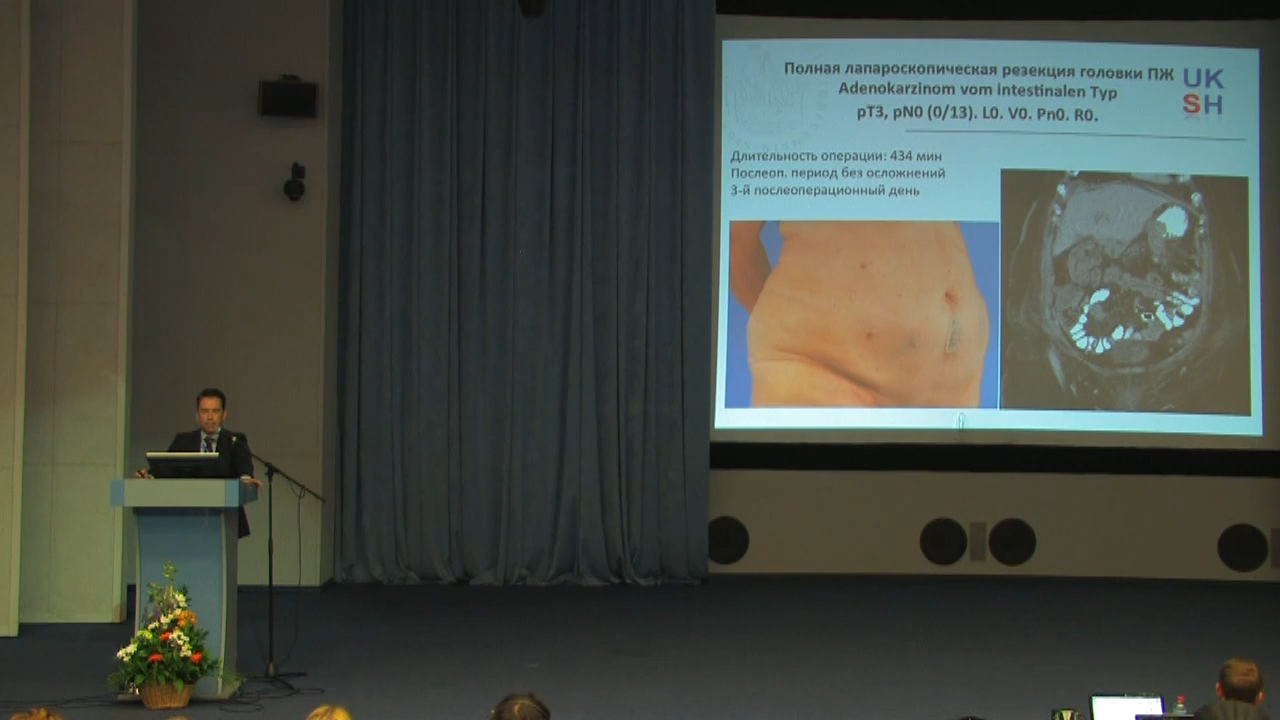 Полная лапароскопическая резекция головки ПЖ
Adenokarzinom vom intestinalen Typ
pT3, pN0 (0/13). L0. V0. Pn0. R0.
UK
SH
Длительность операции: 434 мин
Послеоп. период без осложнений
3-й послеоперационный день